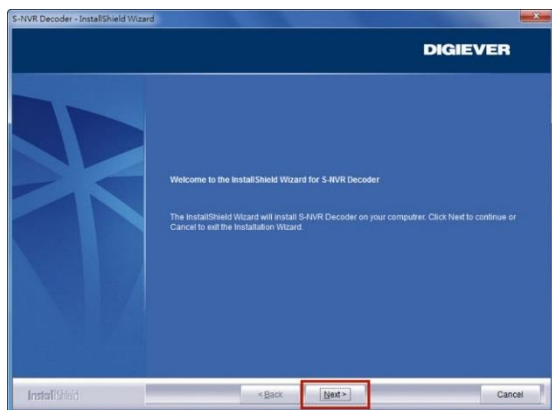 S-NVR Decoder - InstallShield Wizard
DIGIEVER
Welcome to the InstallShield Wizard for S-NVR Decoder
The InstallShield Wizard will install S-NVR Decoder on your computrer. Click Next to continue or
Cancel to exit the Installation Wizard.
InstallShield
< Back
Next >
Cancel